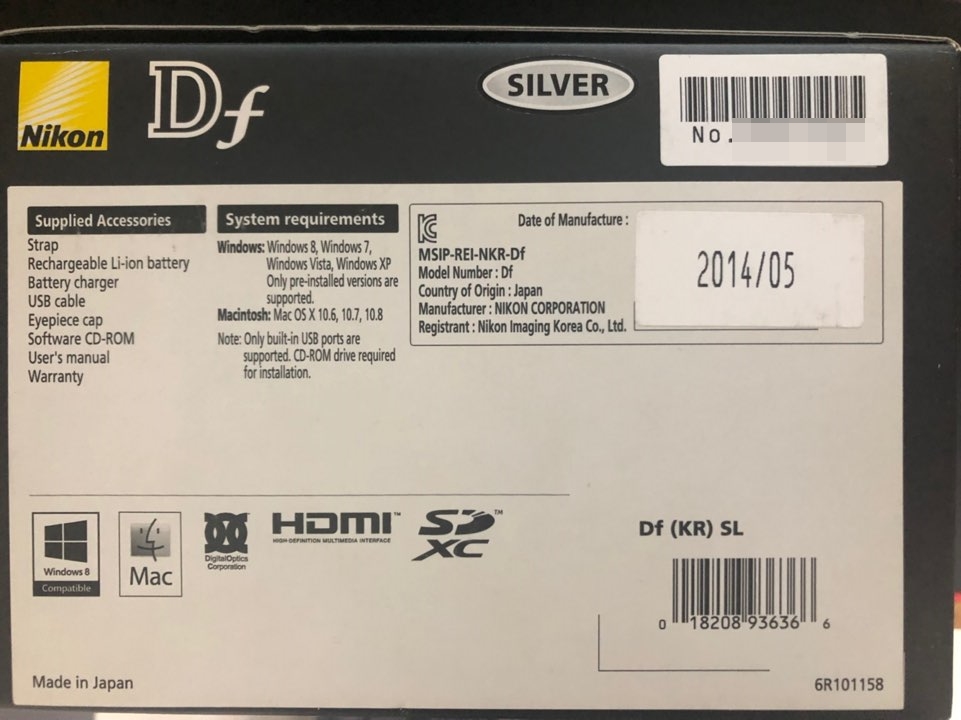 Nikon
Df
SILVER
No.
Supplied Accessories
Strap
Rechargeable Li-ion battery
Battery charger
USB cable
Eyepiece cap
Software CD-ROM
User's manual
Warranty
System requirements
Windows: Windows 8, Windows 7,
Windows Vista, Windows XP
Only pre-installed versions are
supported.
Macintosh: Mac OS X 10.6, 10.7, 10.8
Note: Only built-in USB ports are
supported. CD-ROM drive required
for installation.
MSIP-REI-NKR-Df
Model Number : Df
Country of Origin : Japan
Manufacturer : NIKON CORPORATION
Registrant : Nikon Imaging Korea Co., Ltd.
Date of Manufacture :
2014/05
Windows 8
Compatible
Mac
DigitalOptics
Corporation
HDMI™
HIGH-DEFINITION MULTIMEDIA INTERFACE
SD™
XC
Df (KR) SL
0 18208 93636 6
Made in Japan
6R101158